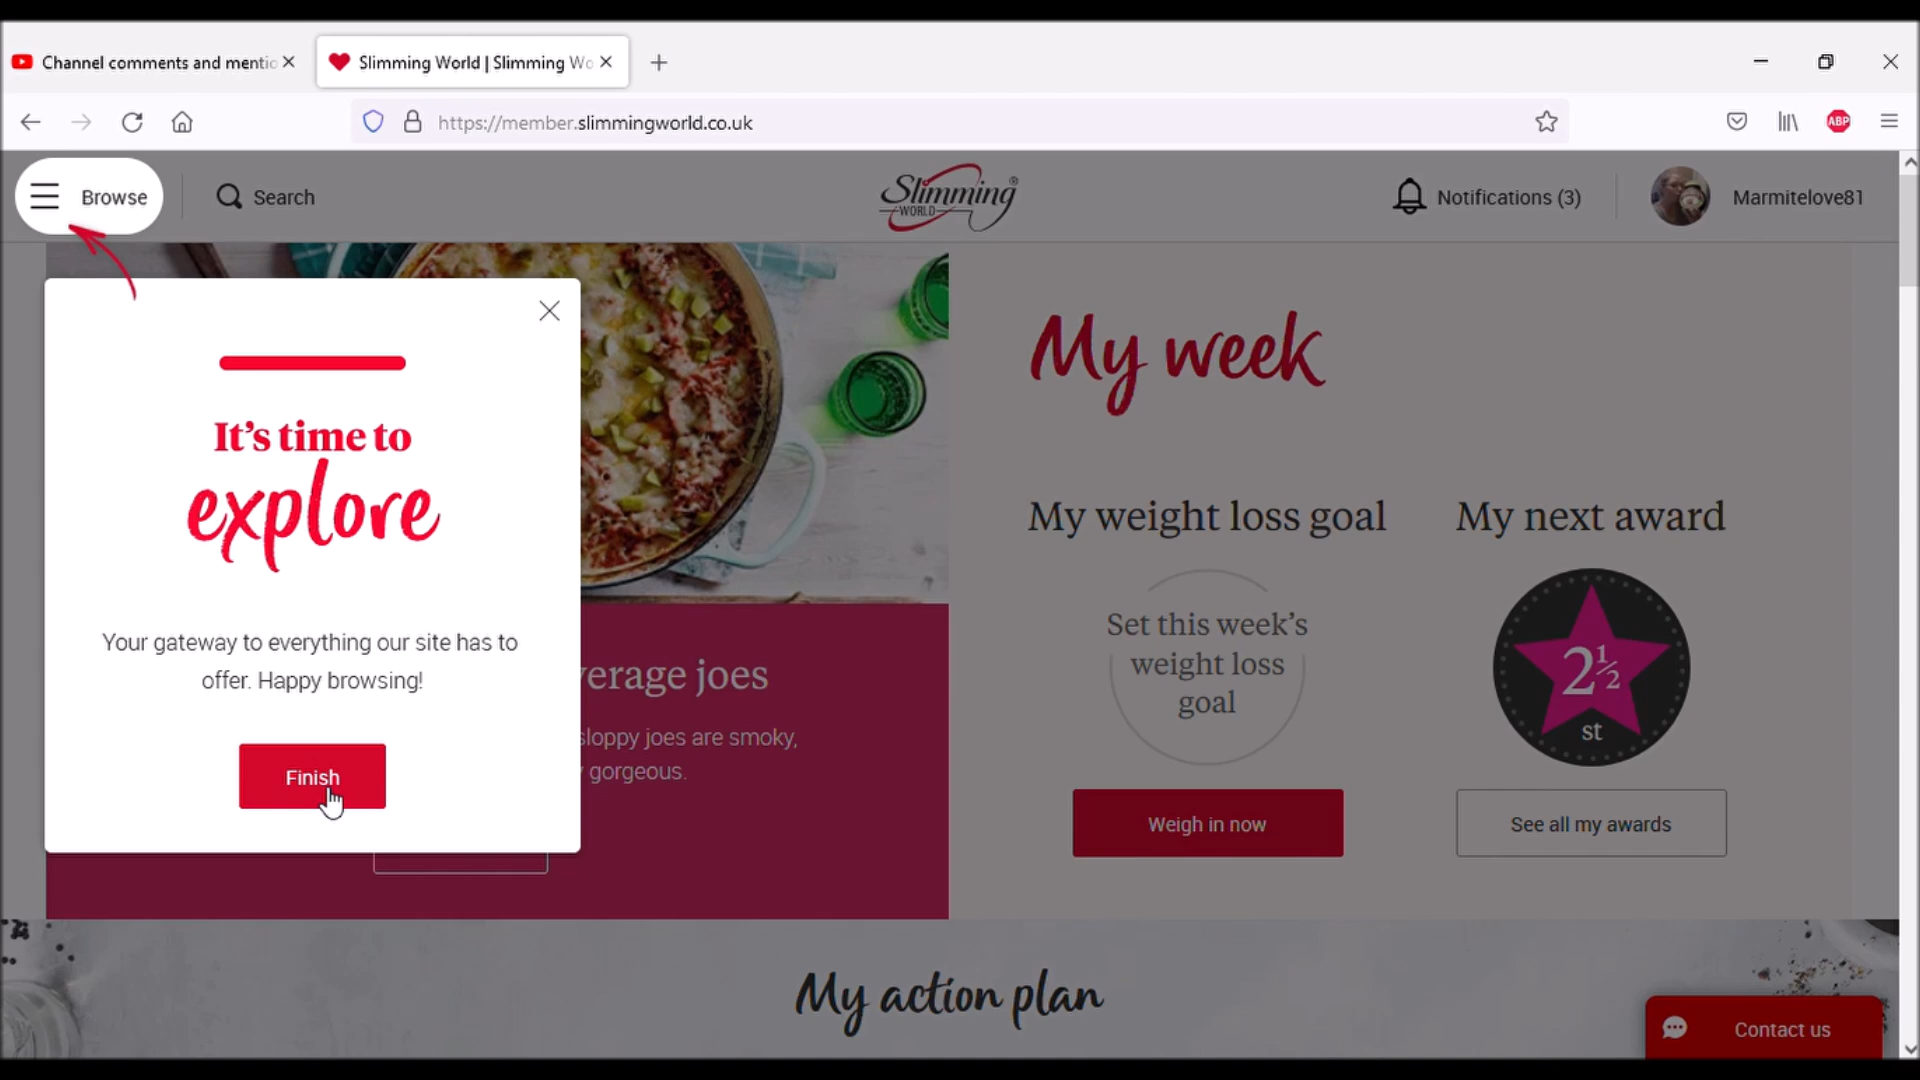 Channel comments and mentio
Slimming World | Slimming Wo
https://member.slimmingworld.co.uk
ABP
Browse
Search
Slimming
WORLD
®
Notifications (3)
Marmitelove81
It's time to
explore
Your gateway to everything our site has to
offer. Happy browsing!
Finish
verage joes
sloppy joes are smoky,
gorgeous.
My week
My weight loss goal
Set this week's
weight loss
goal
Weigh in now
My next award
2½
st
See all my awards
My action plan
Contact us